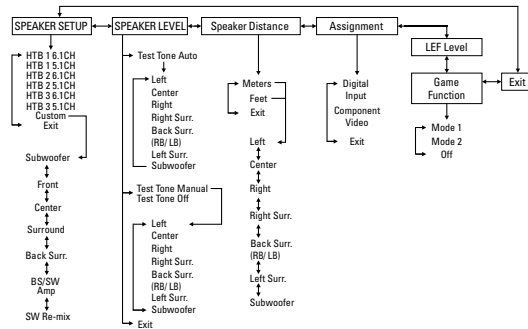 SPEAKER SETUP
HTB 1 6.1CH
HTB 1 5.1CH
HTB 2 6.1CH
HTB 2 5.1CH
HTB 3 6.1CH
HTB 3 5.1CH
Custom
Exit
Subwoofer
Front
Center
Surround
Back Surr.
BS/SW
Amp
SW Re-mix
SPEAKER LEVEL
Test Tone Auto
Left
Center
Right
Right Surr.
Back Surr.
(RB/ LB)
Left Surr.
Subwoofer
Test Tone Manual
Test Tone Off
Left
Center
Right
Right Surr.
Back Surr.
(RB/ LB)
Left Surr.
Subwoofer
Exit
Speaker Distance
Meters
Feet
Exit
Left
Center
Right
Right Surr.
Back Surr.
(RB/ LB)
Left Surr.
Subwoofer
Assignment
Digital
Input
Component
Video
Exit
LEF Level
Game
Function
Mode 1
Mode 2
Off
Exit